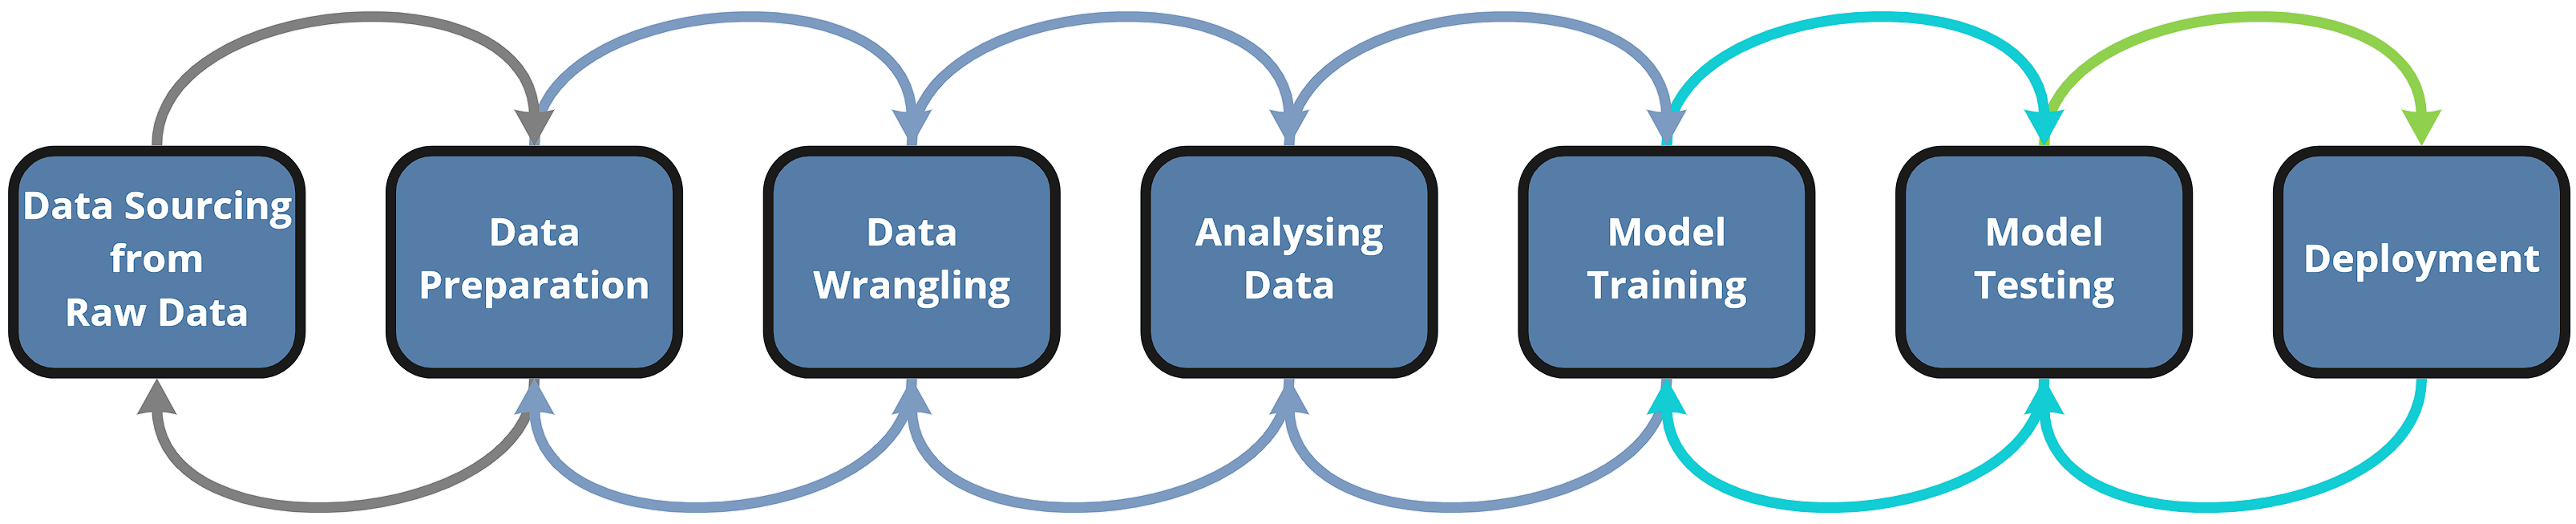 Data Sourcing
from
Raw Data
Data
Preparation
Data
Wrangling
Analysing
Data
Model
Training
Model
Testing
Deployment